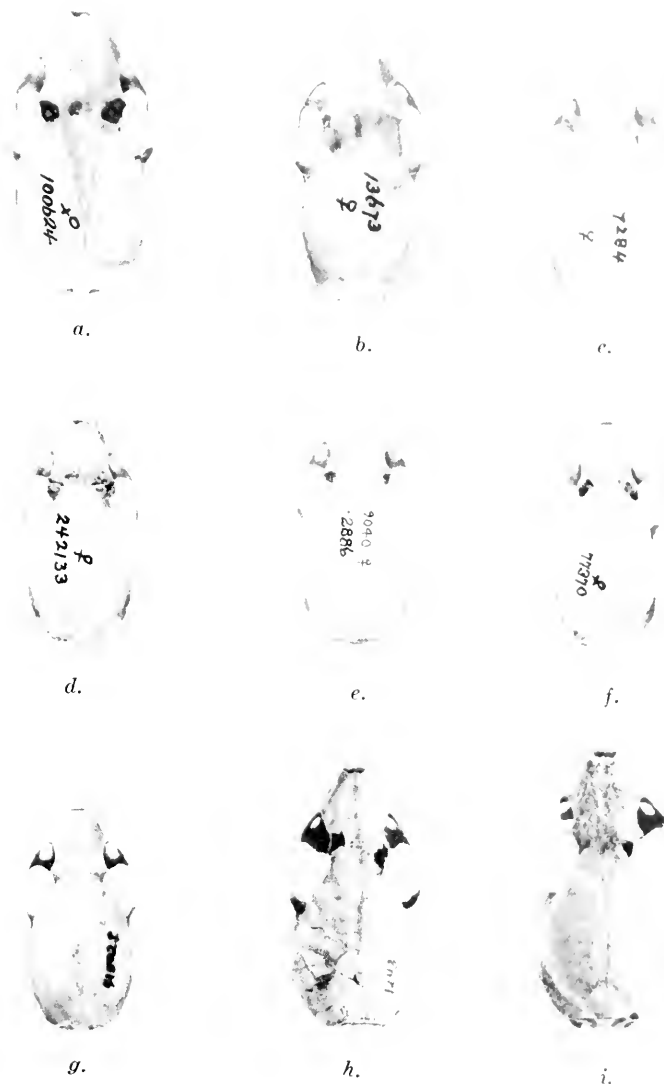 100624
a.
13673
♀
b.
7284
♀
c.
242133
♀
d.
9040 ♀
2886
e.
77370
♀
f.
g.
h.
i.